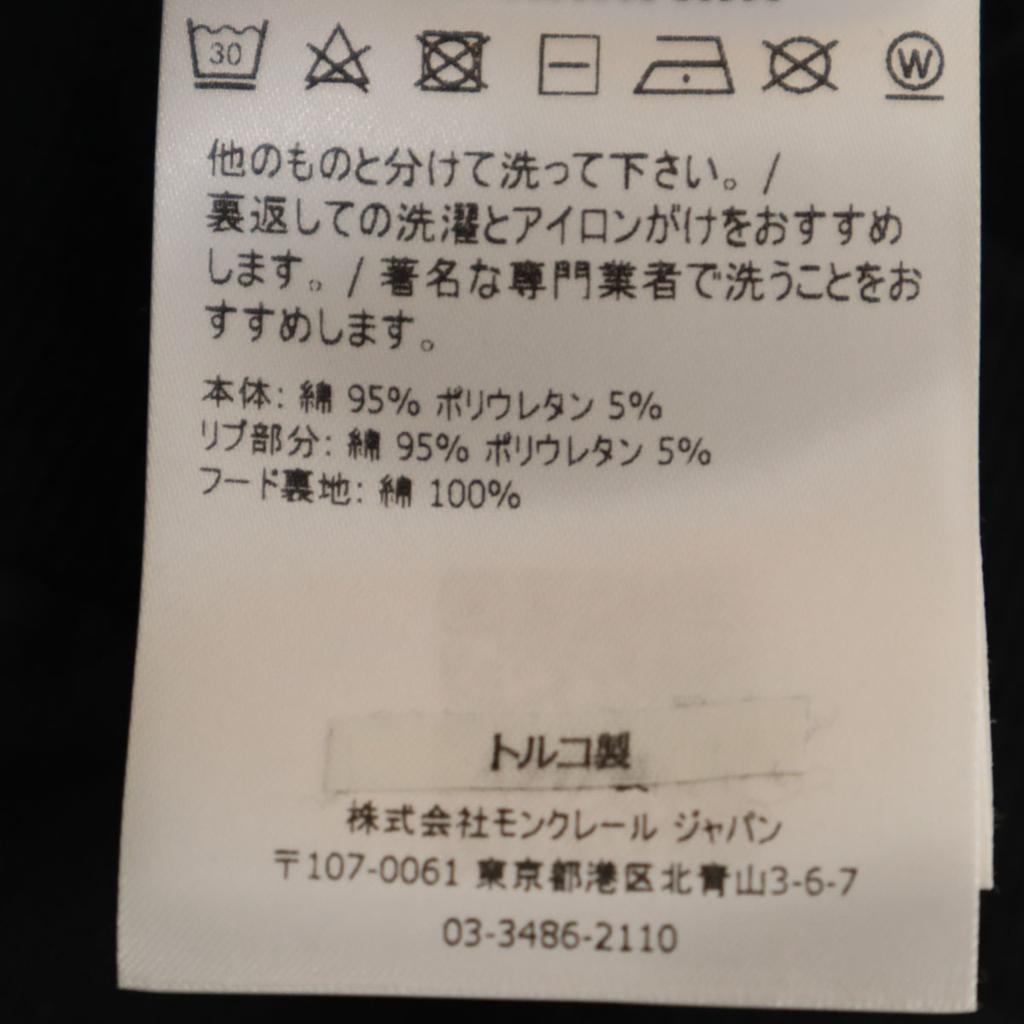 30
W
他のものと分けて洗って下さい。/
裏返しての洗濯とアイロンがけをおすすめ
します。/ 著名な専門業者で洗うことをお
すすめします。
本体: 綿 95% ポリウレタン 5%
リブ部分: 綿 95% ポリウレタン 5%
フード裏地: 綿 100%
トルコ製
株式会社モンクレール ジャパン
〒107-0061 東京都港区北青山3-6-7
03-3486-2110